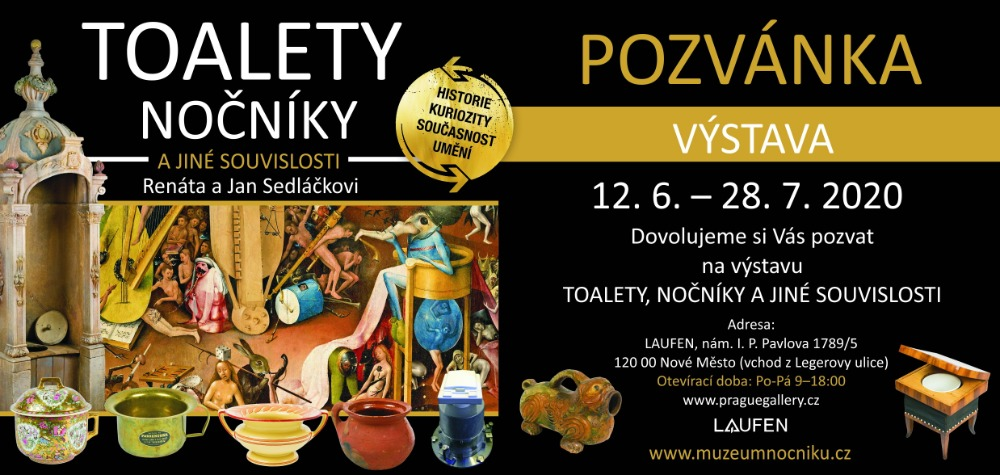 TOALETY
NOČNÍKY
A JINÉ SOUVISLOSTI
Renáta a Jan Sedláčkovi
HISTORIE
KURIOZITY
SOUČASNOST
UMĚNÍ
POZVÁNKA
VÝSTAVA
12. 6. – 28. 7. 2020
Dovolujeme si Vás pozvat
na výstavu
TOALETY, NOČNÍKY A JINÉ SOUVISLOSTI
Adresa:
LAUFEN, nám. I. P. Pavlova 1789/5
120 00 Nové Město (vchod z Legerovy ulice)
Otevírací doba: Po-Pá 9–18:00
www.praguegallery.cz
LAUFEN
www.muzeumnocniku.cz